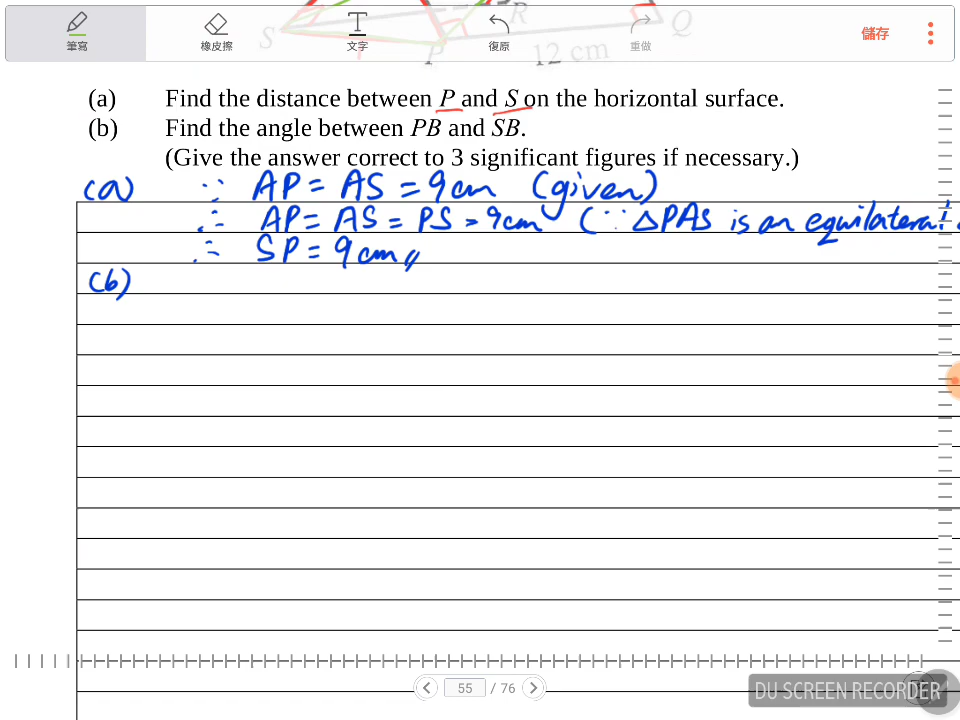 S R Q
P 12 cm
筆寫 橡皮擦 文字 復原 重做 儲存
(a) Find the distance between P and S on the horizontal surface.
(b) Find the angle between PB and SB.
(Give the answer correct to 3 significant figures if necessary.)
(a) ∵ AP = AS = 9cm (given)
∴ AP = AS = PS = 9cm (∵ △PAS is an equilateral
∴ SP = 9cm //
(b)
55 / 76
DU SCREEN RECORDER